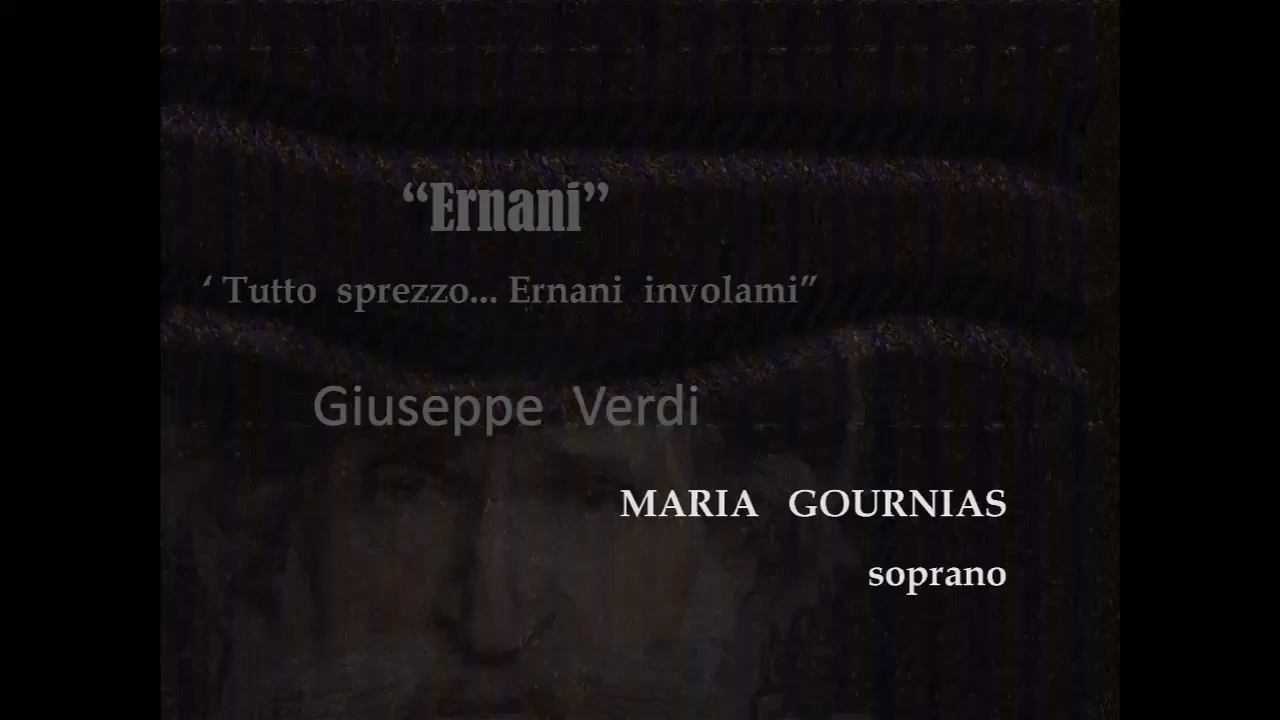 “Ernani”
‘ Tutto sprezzo... Ernani involami”
Giuseppe Verdi
MARIA GOURNIAS
soprano